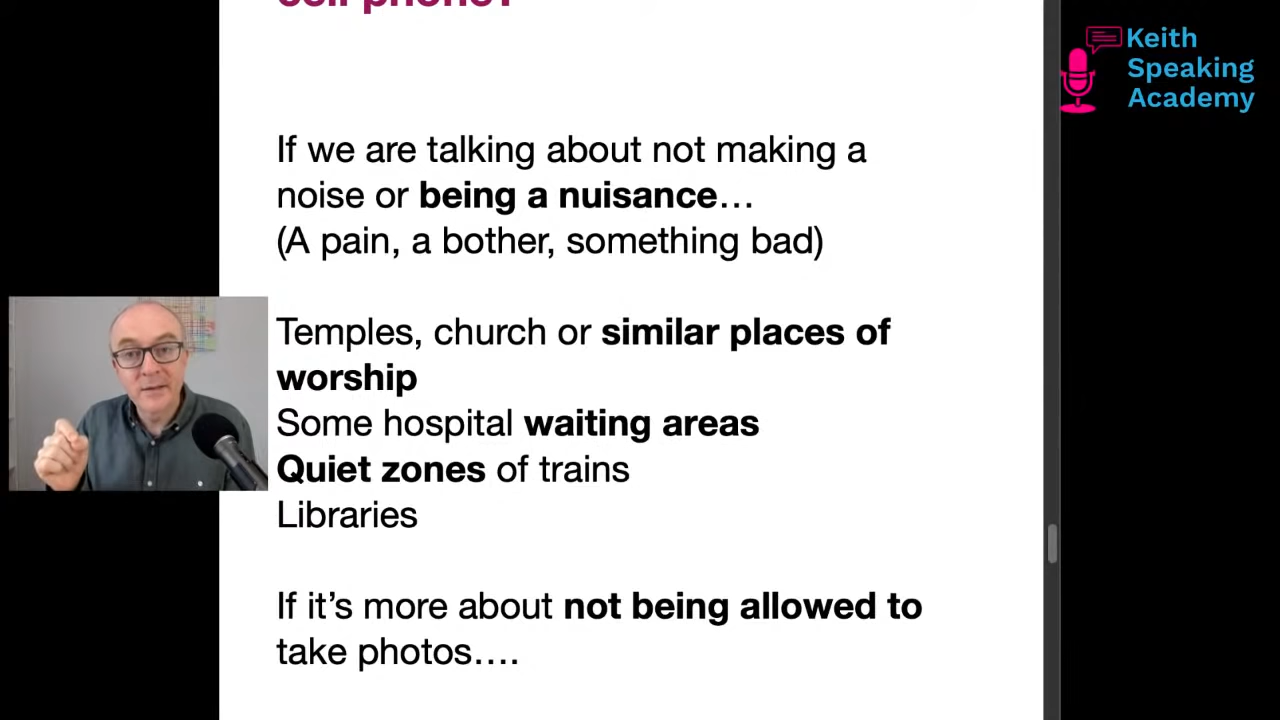 cell phone?
Keith
Speaking
Academy
If we are talking about not making a
noise or being a nuisance…
(A pain, a bother, something bad)
Temples, church or similar places of
worship
Some hospital waiting areas
Quiet zones of trains
Libraries
If it’s more about not being allowed to
take photos….